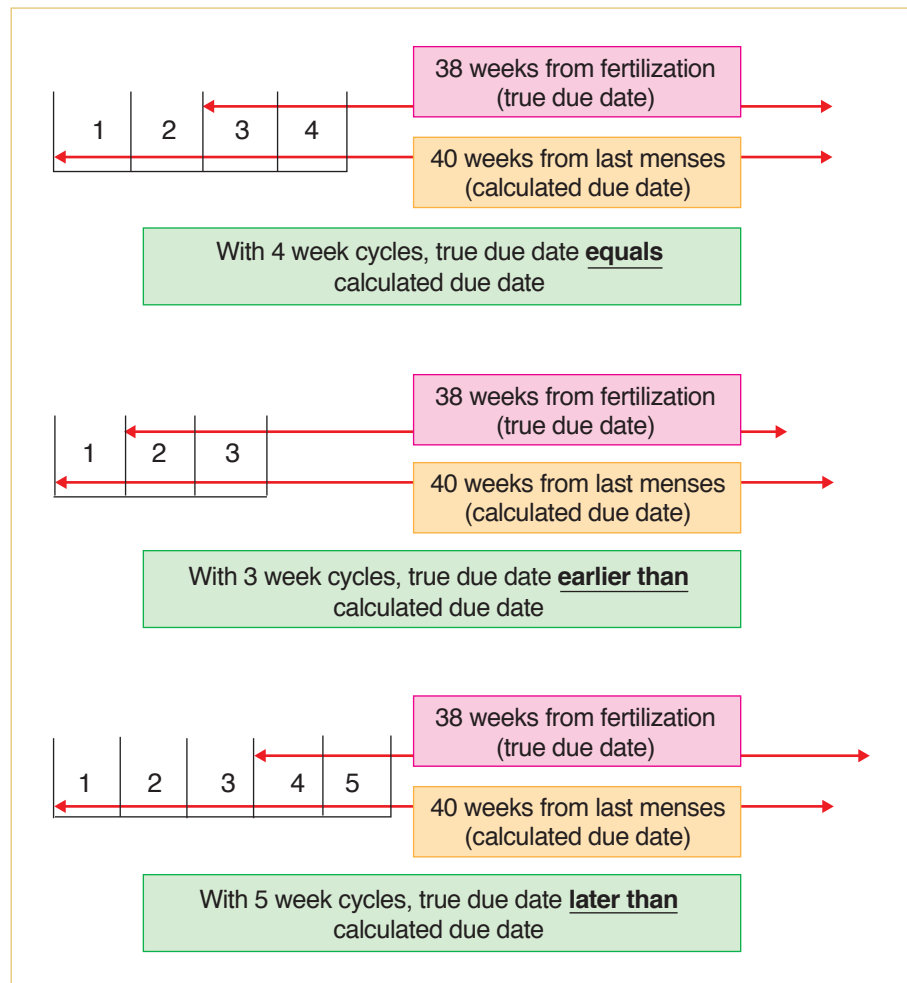 38 weeks from fertilization
(true due date)
1 2 3 4
40 weeks from last menses
(calculated due date)
With 4 week cycles, true due date equals
calculated due date
38 weeks from fertilization
(true due date)
1 2 3
40 weeks from last menses
(calculated due date)
With 3 week cycles, true due date earlier than
calculated due date
38 weeks from fertilization
(true due date)
1 2 3 4 5
40 weeks from last menses
(calculated due date)
With 5 week cycles, true due date later than
calculated due date